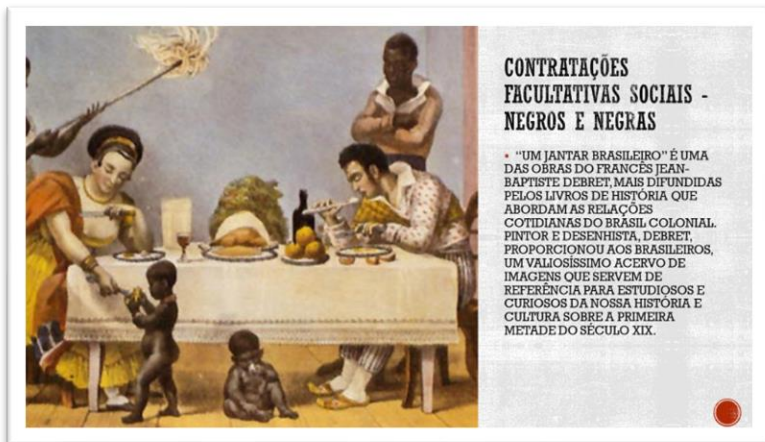 CONTRATAÇÕES
FACULTATIVAS SOCIAIS -
NEGROS E NEGRAS
• "UM JANTAR BRASILEIRO" É UMA
DAS OBRAS DO FRANCÊS JEAN-
BAPTISTE DEBRET, MAIS DIFUNDIDAS
PELOS LIVROS DE HISTÓRIA QUE
ABORDAM AS RELAÇÕES
COTIDIANAS DO BRASIL COLONIAL.
PINTOR E DESENHISTA, DEBRET,
PROPORCIONOU AOS BRASILEIROS,
UM VALIOSÍSSIMO ACERVO DE
IMAGENS QUE SERVEM DE
REFERÊNCIA PARA ESTUDIOSOS E
CURIOSOS DA NOSSA HISTÓRIA E
CULTURA SOBRE A PRIMEIRA
METADE DO SÉCULO XIX.